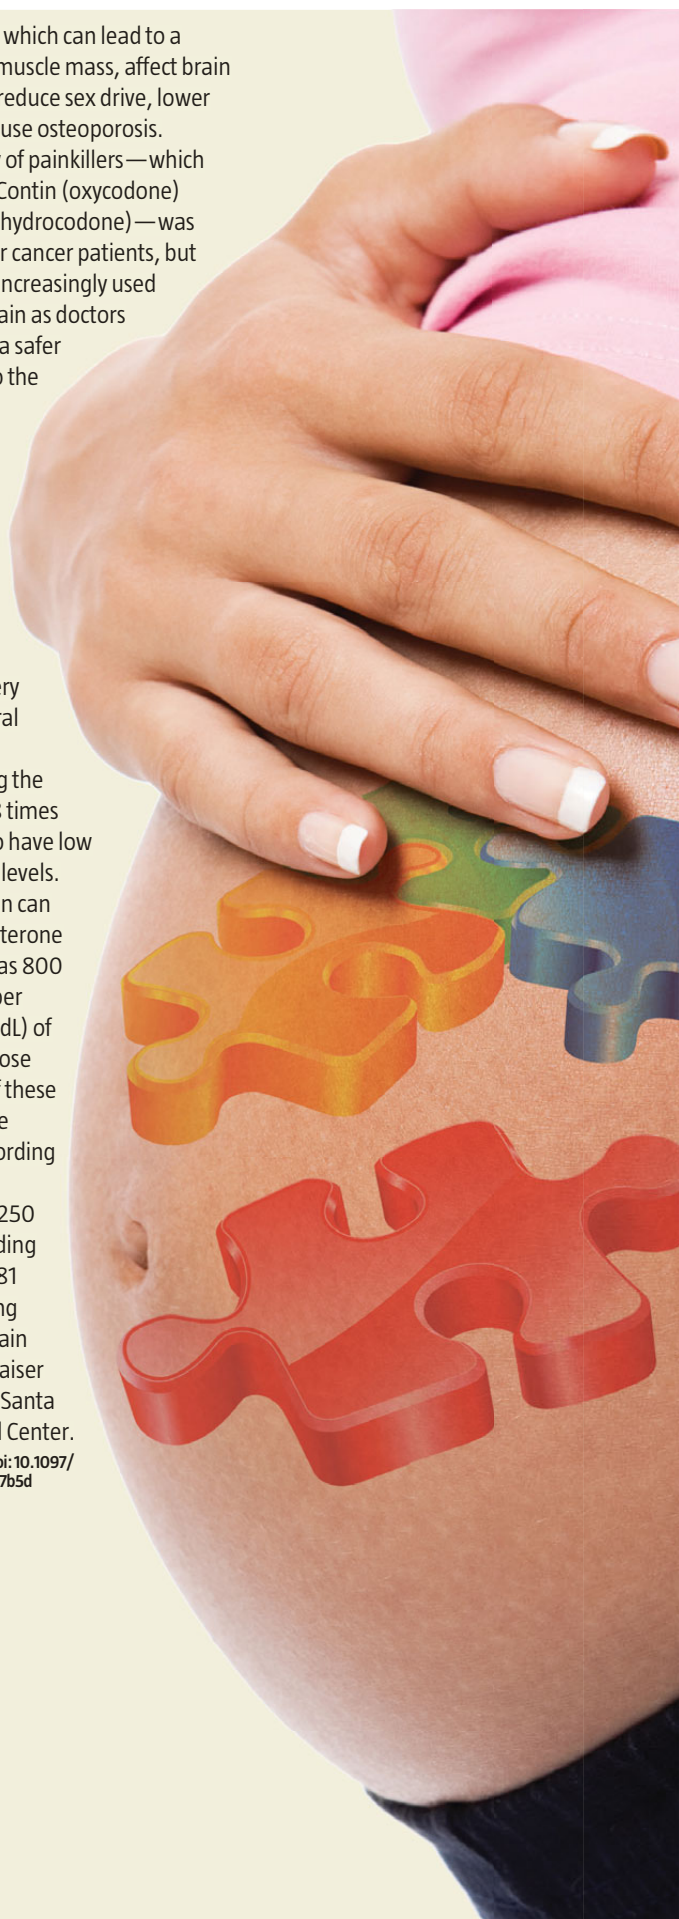 which can lead to a
muscle mass, affect brain
reduce sex drive, lower
use osteoporosis.
of painkillers—which
Contin (oxycodone)
hydrocodone)—was
r cancer patients, but
ncreasingly used
ain as doctors
a safer
o the
ery
ral
g the
times
o have low
levels.
n can
terone
as 800
per
dL) of
ose
f these
e
ording
250
ding
81
ng
ain
aiser
Santa
l Center.
oi: 10.1097/
7b5d